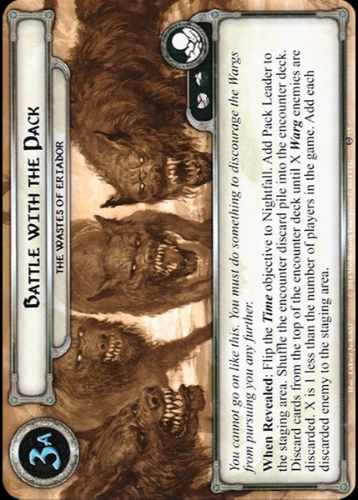 3A
BATTLE WITH THE PACK
THE WASTES OF ERIADOR
You cannot go on like this. You must do something to discourage the Wargs
from pursuing you any further.
When Revealed: Flip the Time objective to Nightfall. Add Pack Leader to
the staging area. Shuffle the encounter discard pile into the encounter deck.
Discard cards from the top of the encounter deck until X Warg enemies are
discarded. X is 1 less than the number of players in the game. Add each
discarded enemy to the staging area.
Illus.